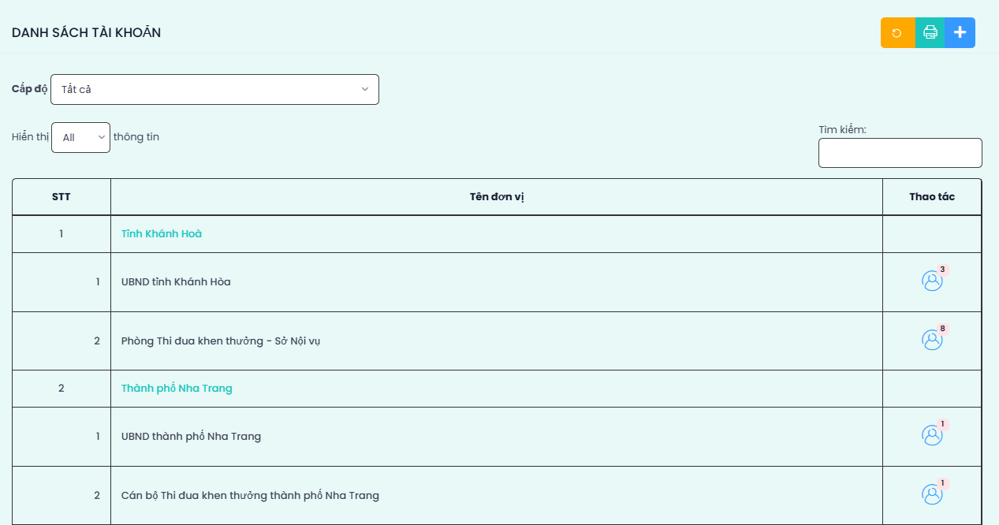 DANH SÁCH TÀI KHOẢN
Cấp độ Tất cả
Hiển thị All thông tin
Tìm kiếm:
STT Tên đơn vị Thao tác
1 Tỉnh Khánh Hoà
1 UBND tỉnh Khánh Hòa 3
2 Phòng Thi đua khen thưởng - Sở Nội vụ 8
2 Thành phố Nha Trang
1 UBND thành phố Nha Trang 1
2 Cán bộ Thi đua khen thưởng thành phố Nha Trang 1